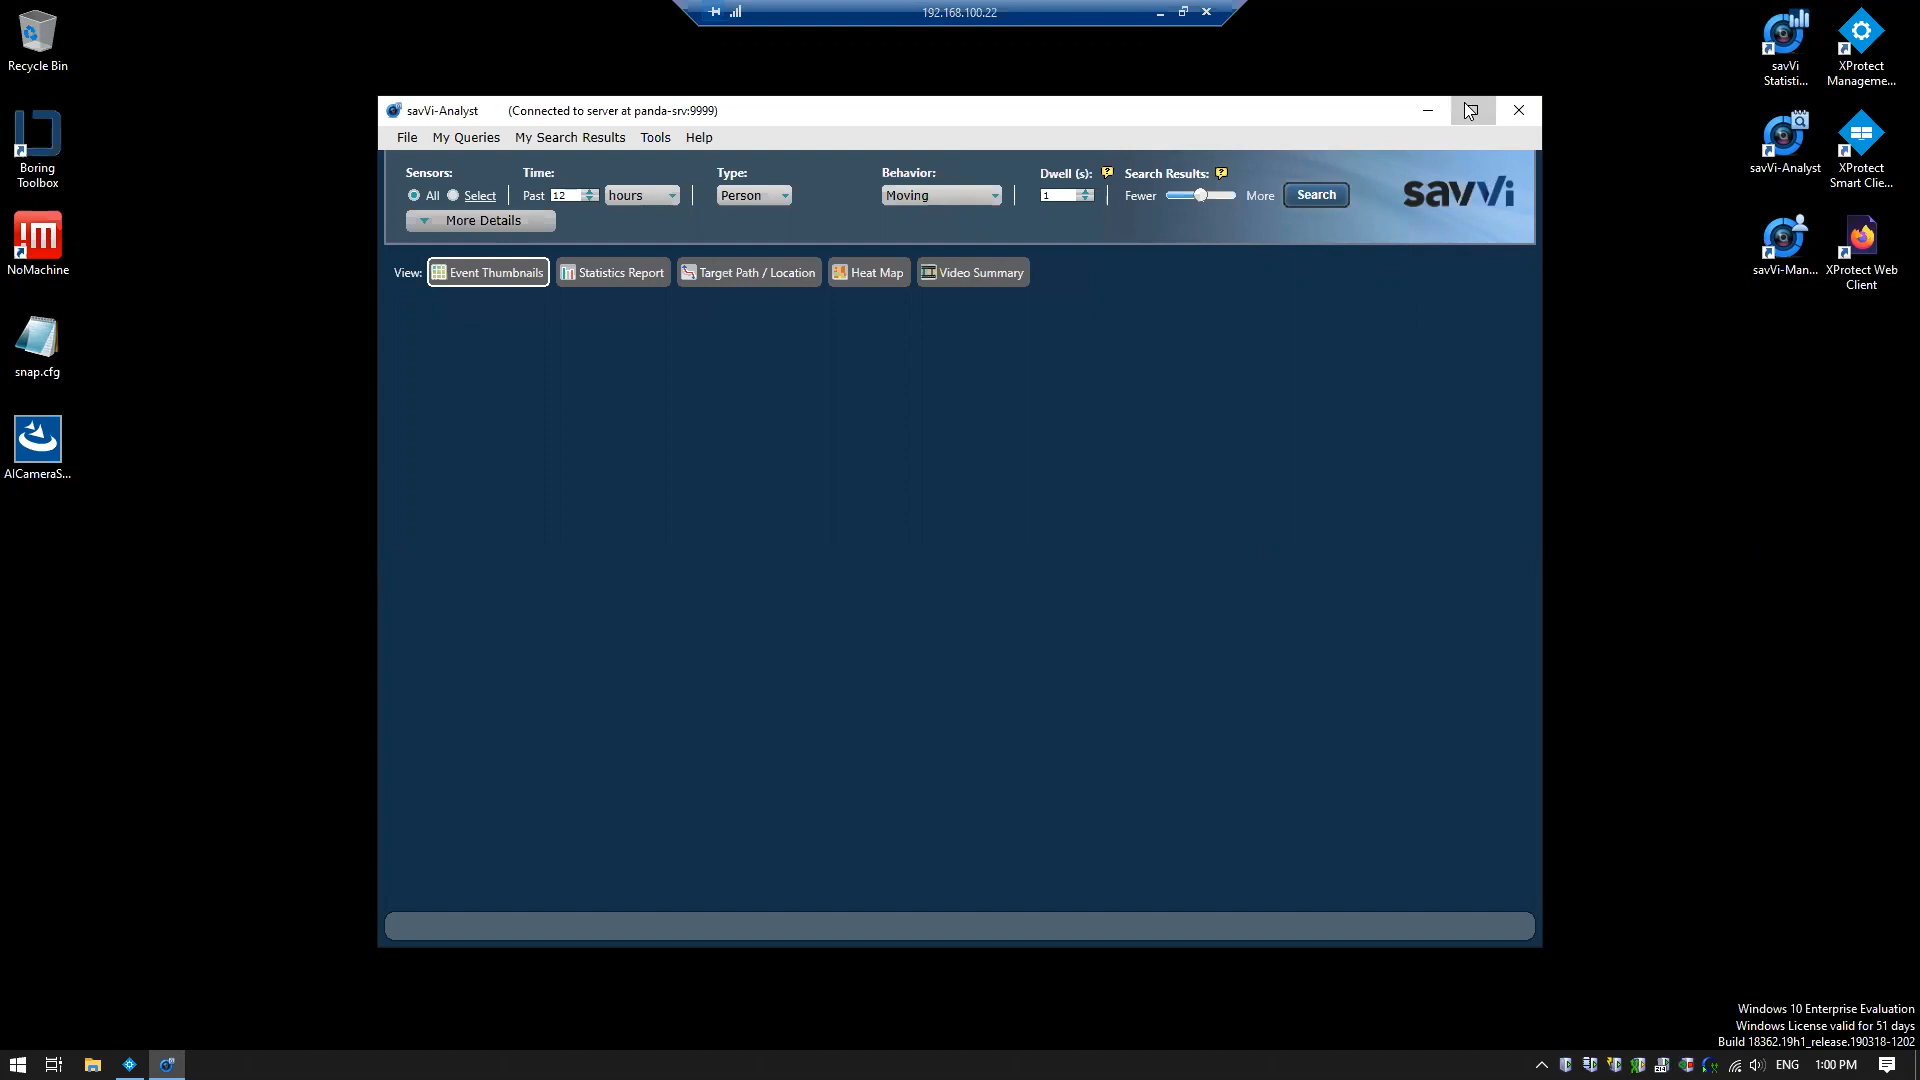 192.168.100.22
Recycle Bin
Boring
Toolbox
NoMachine
snap.cfg
AICameraS...
savVi
Statisti...
XProtect
Manageme...
savVi-Analyst
XProtect
Smart Clie...
savVi-Man...
XProtect Web
Client
savVi-Analyst (Connected to server at panda-srv:9999)
File My Queries My Search Results Tools Help
Sensors: Time: Type: Behavior: Dwell (s): Search Results:
All Select Past 12 hours Person Moving 1 Fewer More Search
savVi
More Details
View: Event Thumbnails Statistics Report Target Path / Location Heat Map Video Summary
Windows 10 Enterprise Evaluation
Windows License valid for 51 days
Build 18362.19h1_release.190318-1202
ENG 1:00 PM